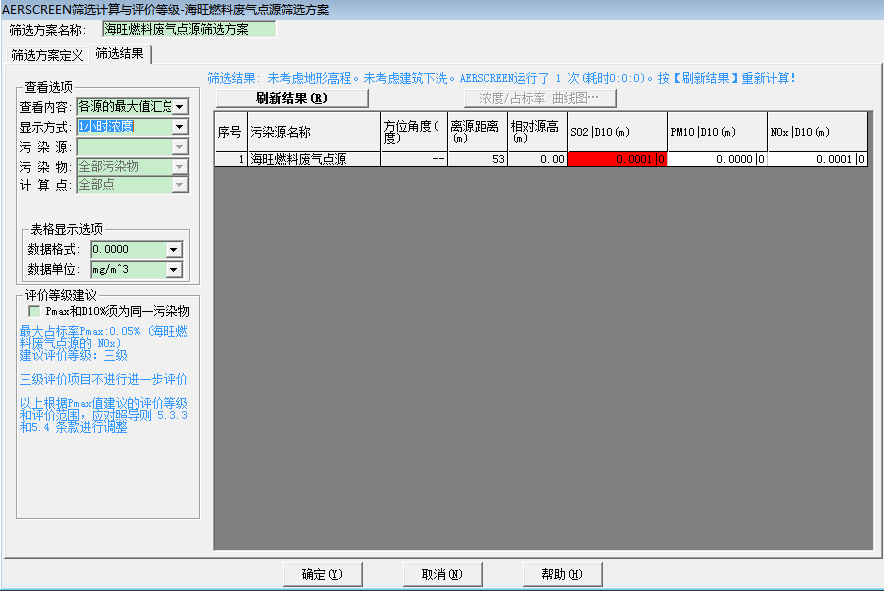 AERSCREEN筛选计算与评价等级-海旺燃料废气点源筛选方案
筛选方案名称: 海旺燃料废气点源筛选方案
筛选方案定义 筛选结果
筛选结果: 未考虑地形高程。未考虑建筑下洗。AERSCREEN运行了 1 次(耗时0:0:0)。按【刷新结果】重新计算!
刷新结果(R) 浓度/占标率 曲线图…
查看选项
查看内容: 各源的最大值汇总
显示方式: 1小时浓度
污 染 源:
污 染 物: 全部污染物
计 算 点: 全部点
表格显示选项
数据格式: 0.0000
数据单位: mg/m^3
评价等级建议
Pmax和D10%须为同一污染物
最大占标率Pmax:0.05% (海旺燃
料废气点源的 NOx)
建议评价等级: 三级
三级评价项目不进行进一步评价
以上根据Pmax值建议的评价等级
和评价范围，应对照导则 5.3.3
和5.4 条款进行调整
序号 污染源名称 方位角度(度) 离源距离(m) 相对源高(m) SO2|D10(m) PM10|D10(m) NOx|D10(m)
1 海旺燃料废气点源 -- 53 0.00 0.0001|0 0.0000|0 0.0001|0
确定(Y) 取消(N) 帮助(H)